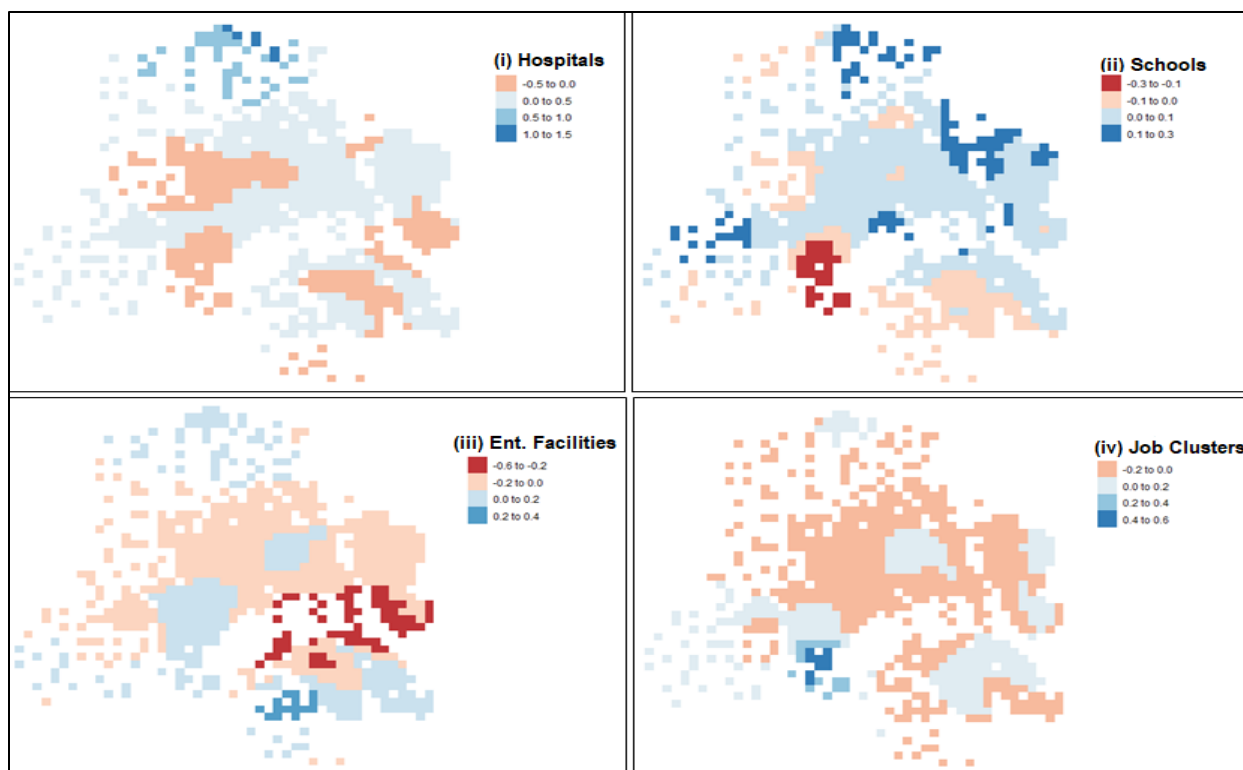 (i) Hospitals
-0.5 to 0.0
0.0 to 0.5
0.5 to 1.0
1.0 to 1.5
(ii) Schools
-0.3 to -0.1
-0.1 to 0.0
0.0 to 0.1
0.1 to 0.3
(iii) Ent. Facilities
-0.6 to -0.2
-0.2 to 0.0
0.0 to 0.2
0.2 to 0.4
(iv) Job Clusters
-0.2 to 0.0
0.0 to 0.2
0.2 to 0.4
0.4 to 0.6